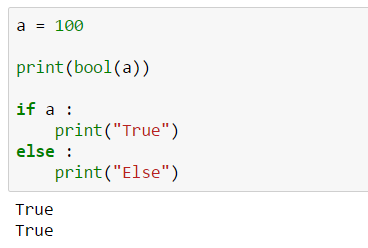 a = 100
print(bool(a))
if a :
    print("True")
else :
    print("Else")
True
True